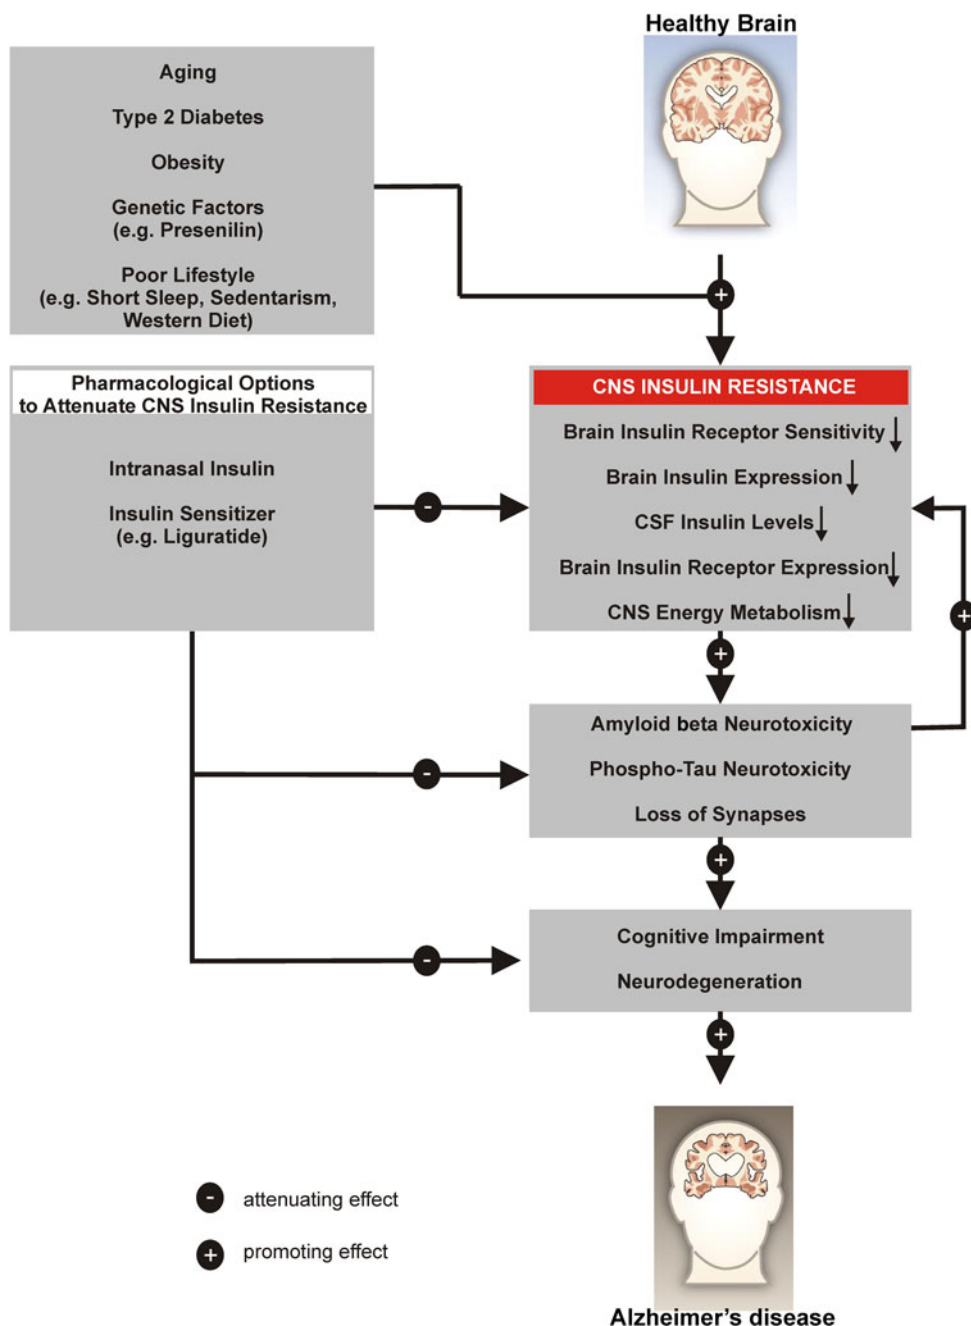 Healthy Brain
Aging
Type 2 Diabetes
Obesity
Genetic Factors
(e.g. Presenilin)
Poor Lifestyle
(e.g. Short Sleep, Sedentarism,
Western Diet)
+
Pharmacological Options
to Attenuate CNS Insulin Resistance
Intranasal Insulin
Insulin Sensitizer
(e.g. Liguratide)
-
CNS INSULIN RESISTANCE
Brain Insulin Receptor Sensitivity↓
Brain Insulin Expression↓
CSF Insulin Levels↓
Brain Insulin Receptor Expression↓
CNS Energy Metabolism↓
+
+
Amyloid beta Neurotoxicity
Phospho-Tau Neurotoxicity
Loss of Synapses
-
+
Cognitive Impairment
Neurodegeneration
-
+
- attenuating effect
+ promoting effect
Alzheimer's disease